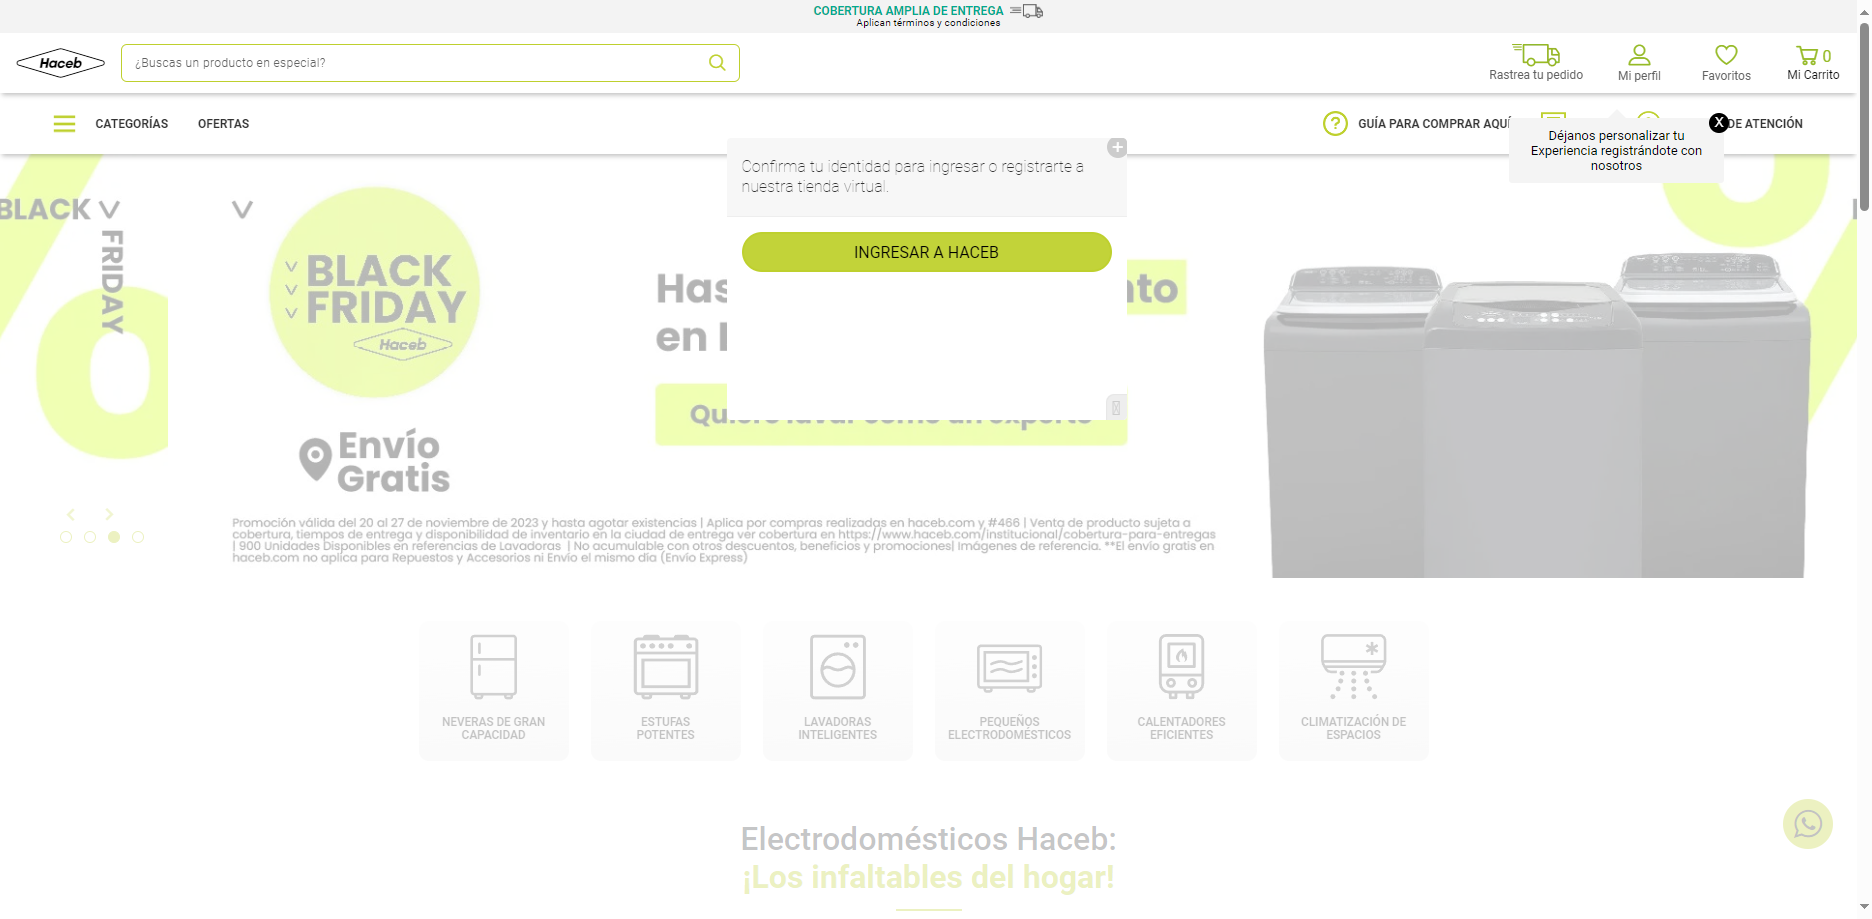 COBERTURA AMPLIA DE ENTREGA
Aplican términos y condiciones
Haceb
¿Buscas un producto en especial?
Rastrea tu pedido
Mi perfil
Favoritos
0
Mi Carrito
CATEGORÍAS
OFERTAS
GUÍA PARA COMPRAR AQUÍ
DE ATENCIÓN
X
Déjanos personalizar tu
Experiencia registrándote con
nosotros
Confirma tu identidad para ingresar o registrarte a
nuestra tienda virtual.
INGRESAR A HACEB
BLACK
FRIDAY
BLACK
FRIDAY
Haceb
Envío
Gratis
en
Promoción válida del 20 al 27 de noviembre de 2023 y hasta agotar existencias | Aplica por compras realizadas en haceb.com y #466 | Venta de producto sujeta a
cobertura, tiempos de entrega y disponibilidad de inventario en la ciudad de entrega ver cobertura en https://www.haceb.com/institucional/cobertura-para-entregas
| 900 Unidades Disponibles en referencias de Lavadoras | No acumulable con otros descuentos, beneficios y promociones| Imágenes de referencia. **El envío gratis en
haceb.com no aplica para Repuestos y Accesorios ni Envío el mismo día (Envío Express)
NEVERAS DE GRAN
CAPACIDAD
ESTUFAS
POTENTES
LAVADORAS
INTELIGENTES
PEQUEÑOS
ELECTRODOMÉSTICOS
CALENTADORES
EFICIENTES
CLIMATIZACIÓN DE
ESPACIOS
Electrodomésticos Haceb:
¡Los infaltables del hogar!